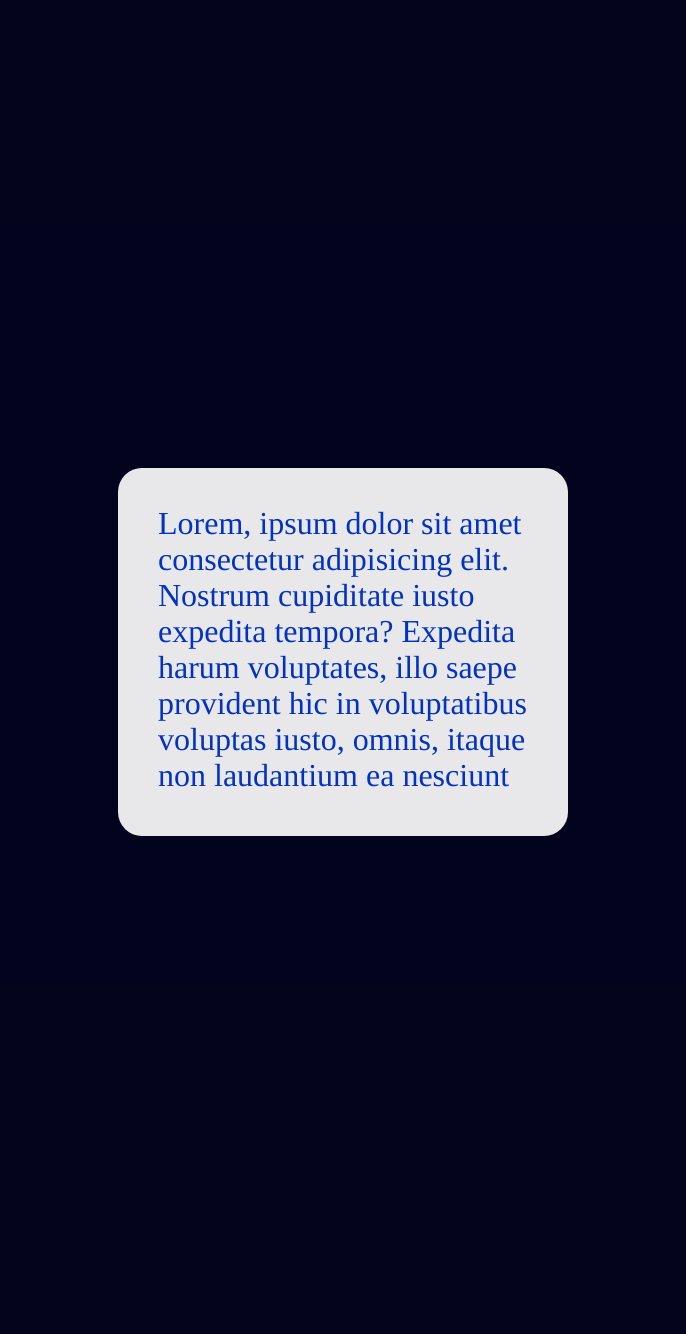 Lorem, ipsum dolor sit amet
consectetur adipisicing elit.
Nostrum cupiditate iusto
expedita tempora? Expedita
harum voluptates, illo saepe
provident hic in voluptatibus
voluptas iusto, omnis, itaque
non laudantium ea nesciunt